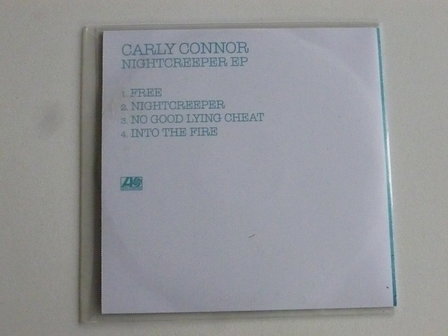 CARLY CONNOR
NIGHTCREEPER EP
1. FREE
2. NIGHTCREEPER
3. NO GOOD LYING CHEAT
4. INTO THE FIRE